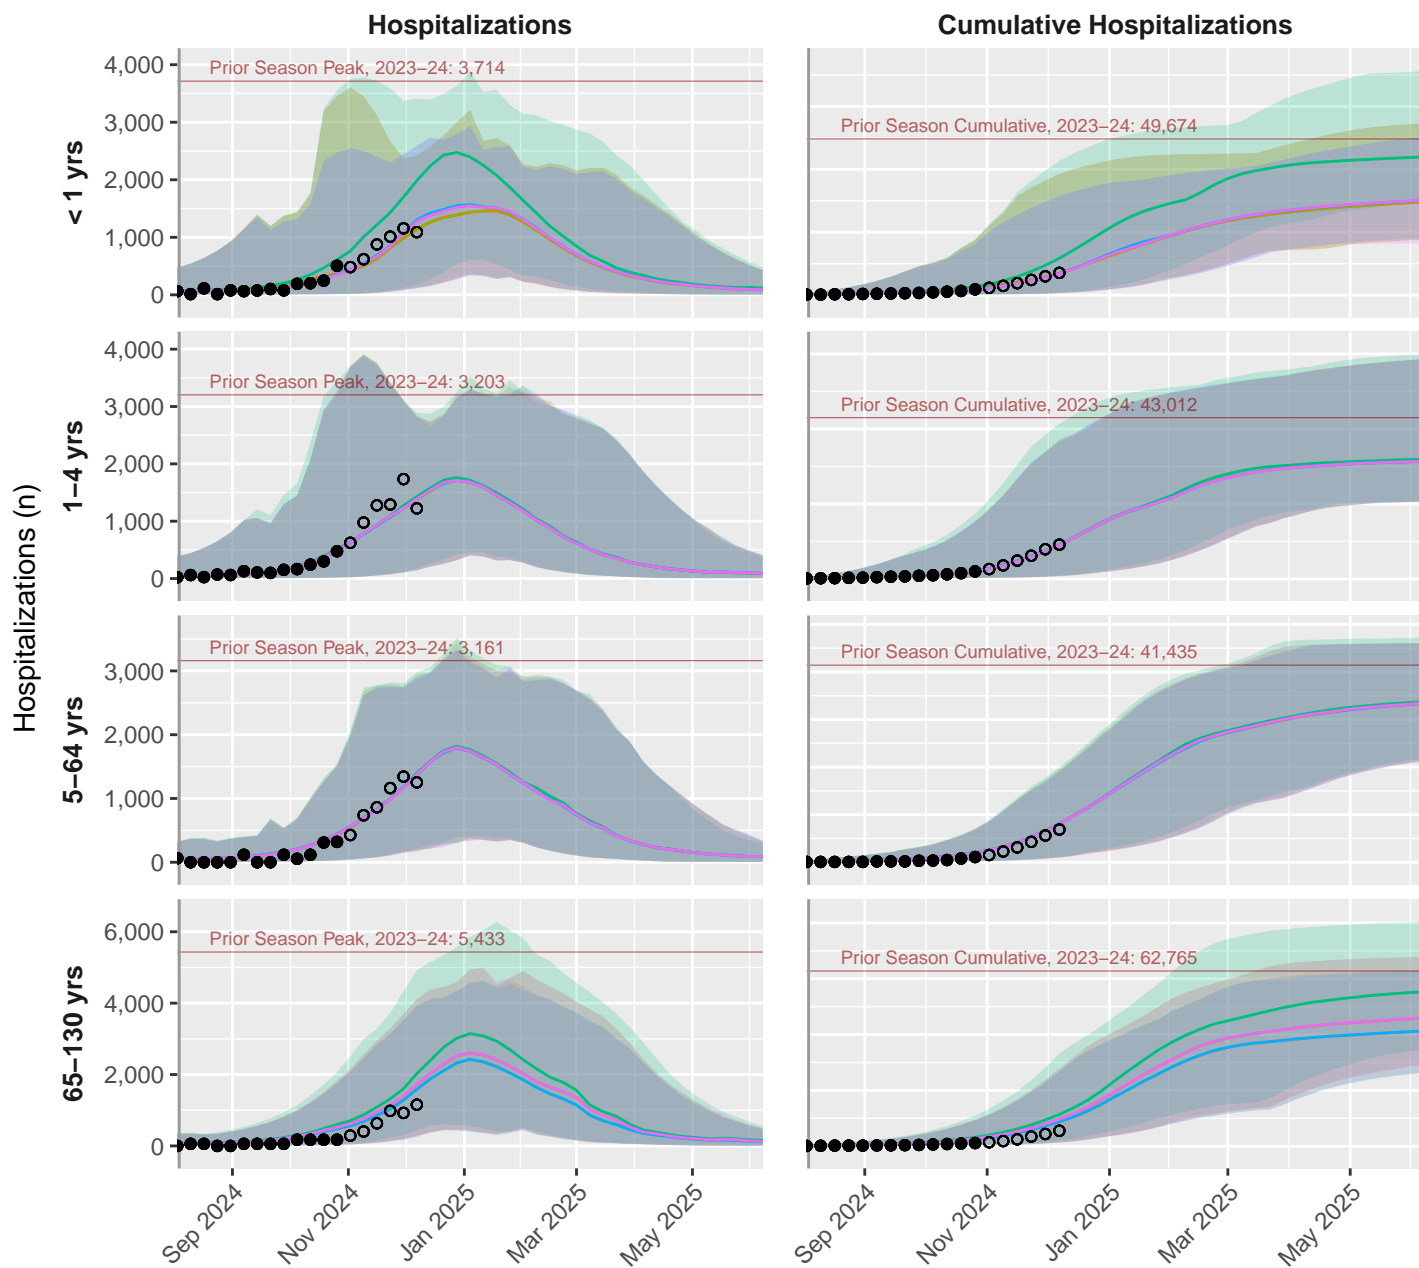 Hospitalizations
Cumulative Hospitalizations
Hospitalizations (n)
< 1 yrs
4,000
3,000
2,000
1,000
0
Prior Season Peak, 2023–24: 3,714
Prior Season Cumulative, 2023–24: 49,674
1–4 yrs
4,000
3,000
2,000
1,000
0
Prior Season Peak, 2023–24: 3,203
Prior Season Cumulative, 2023–24: 43,012
5–64 yrs
3,000
2,000
1,000
0
Prior Season Peak, 2023–24: 3,161
Prior Season Cumulative, 2023–24: 41,435
65–130 yrs
6,000
4,000
2,000
0
Prior Season Peak, 2023–24: 5,433
Prior Season Cumulative, 2023–24: 62,765
Sep 2024
Nov 2024
Jan 2025
Mar 2025
May 2025
Sep 2024
Nov 2024
Jan 2025
Mar 2025
May 2025